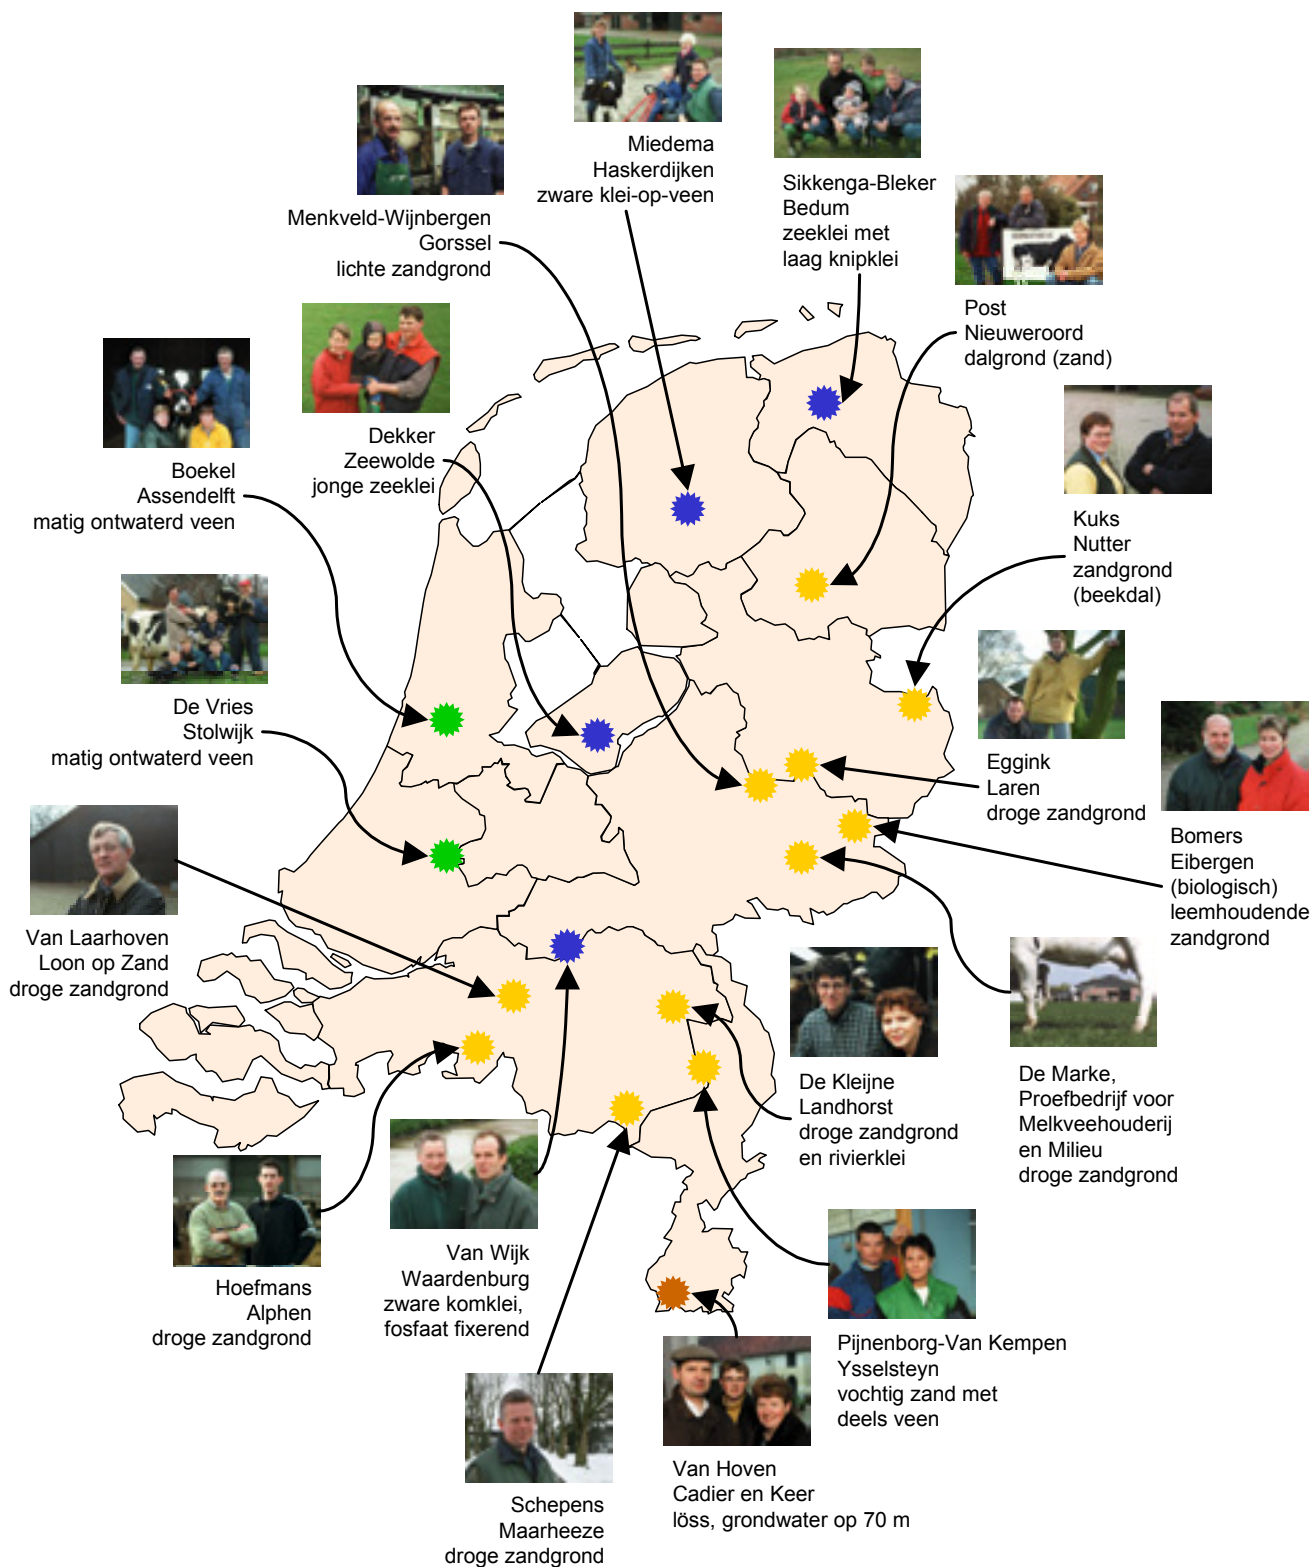 Miedema
Haskerdijken
zware klei-op-veen
Sikkenga-Bleker
Bedum
zeeklei met
laag knipklei
Menkveld-Wijnbergen
Gorssel
lichte zandgrond
Post
Nieuweroord
dalgrond (zand)
Dekker
Zeewolde
jonge zeeklei
Boekel
Assendelft
matig ontwaterd veen
Kuks
Nutter
zandgrond
(beekdal)
De Vries
Stolwijk
matig ontwaterd veen
Eggink
Laren
droge zandgrond
Bomers
Eibergen
(biologisch)
leemhoudende
zandgrond
Van Laarhoven
Loon op Zand
droge zandgrond
De Kleijne
Landhorst
droge zandgrond
en rivierklei
De Marke,
Proefbedrijf voor
Melkveehouderij
en Milieu
droge zandgrond
Hoefmans
Alphen
droge zandgrond
Van Wijk
Waardenburg
zware komklei,
fosfaat fixerend
Pijnenborg-Van Kempen
Ysselsteyn
vochtig zand met
deels veen
Van Hoven
Cadier en Keer
löss, grondwater op 70 m
Schepens
Maarheeze
droge zandgrond